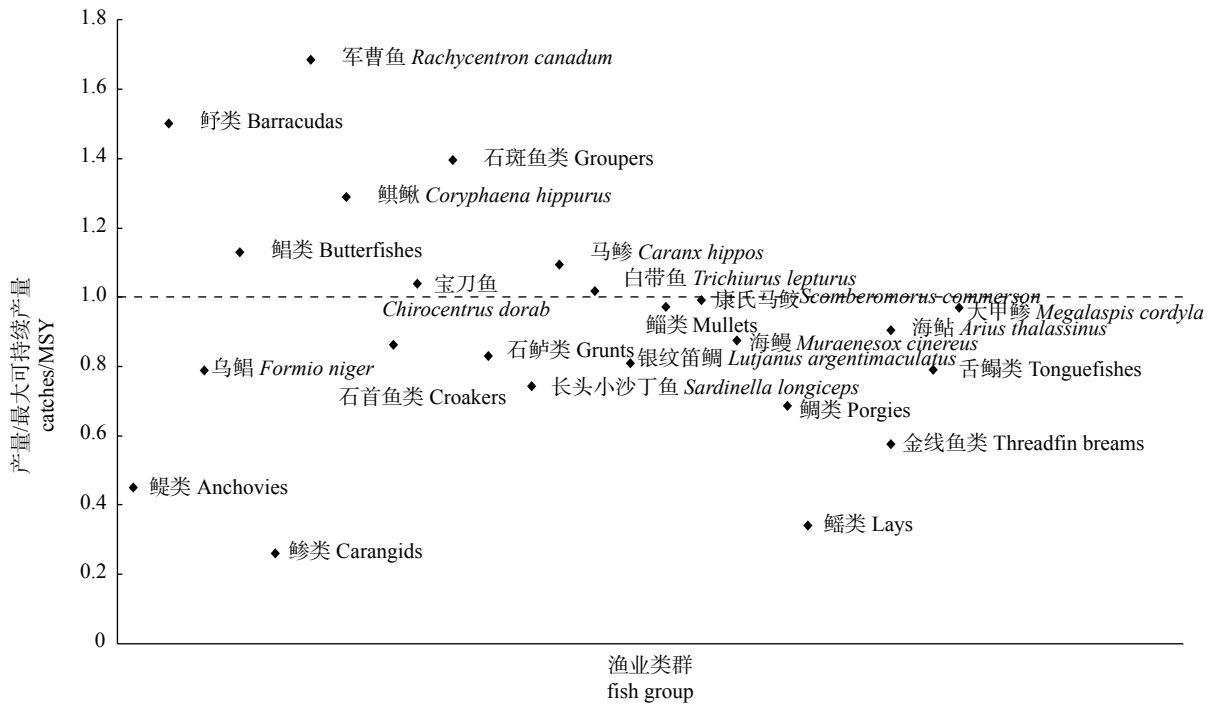 1.8
军曹鱼 Rachycentron canadum
1.6
魣类 Barracudas
1.4
石斑鱼类 Groupers
鲯鳅 Coryphaena hippurus
1.2
鲳类 Butterfishes
马鲹 Caranx hippos
宝刀鱼
Chirocentrus dorab
白带鱼 Trichiurus lepturus
1.0
康氏马鲛 Scomberomorus commerson
大甲鲹 Megalaspis cordyla
鲻类 Mullets
海鲇 Arius thalassinus
海鳗 Muraenesox cinereus
石鲈类 Grunts
银纹笛鲷 Lutjanus argentimaculatus
乌鲳 Formio niger
舌鳎类 Tonguefishes
0.8
石首鱼类 Croakers
长头小沙丁鱼 Sardinella longiceps
鲷类 Porgies
0.6
金线鱼类 Threadfin breams
鳀类 Anchovies
0.4
鳐类 Lays
鲹类 Carangids
0.2
0
产量/最大可持续产量
catches/MSY
渔业类群
fish group